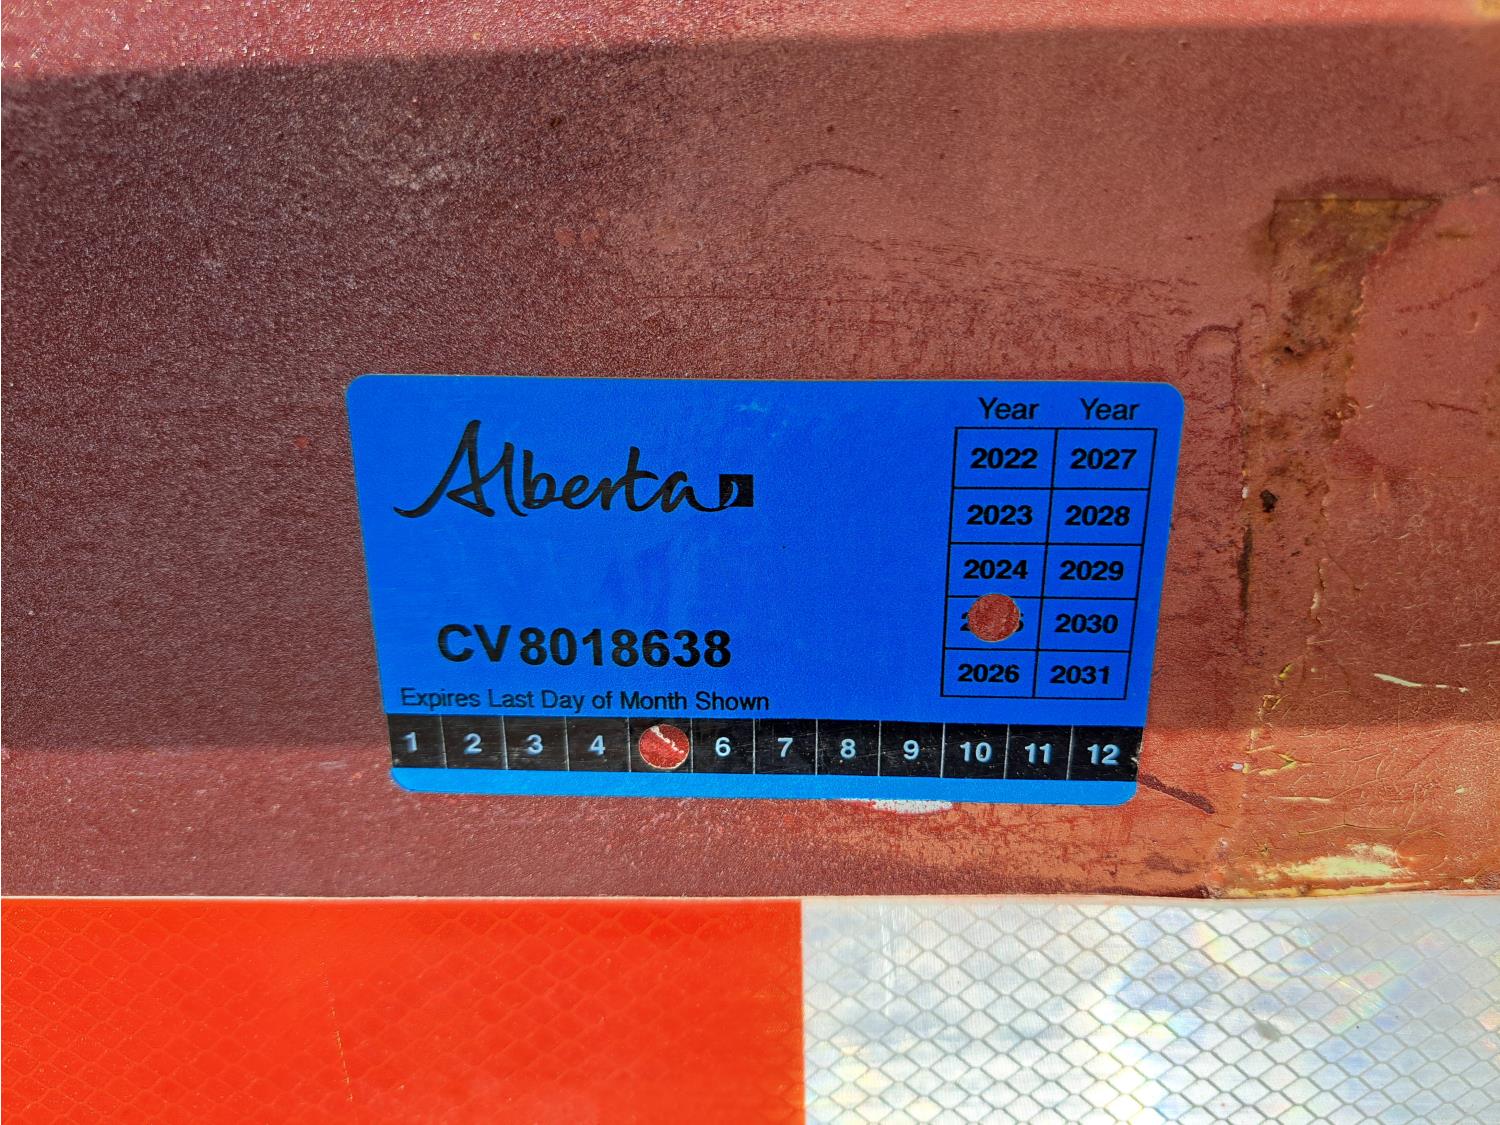 Alberta
Year Year
2022 2027
2023 2028
2024 2029
2030
2026 2031
CV8018638
Expires Last Day of Month Shown
1 2 3 4 6 7 8 9 10 11 12